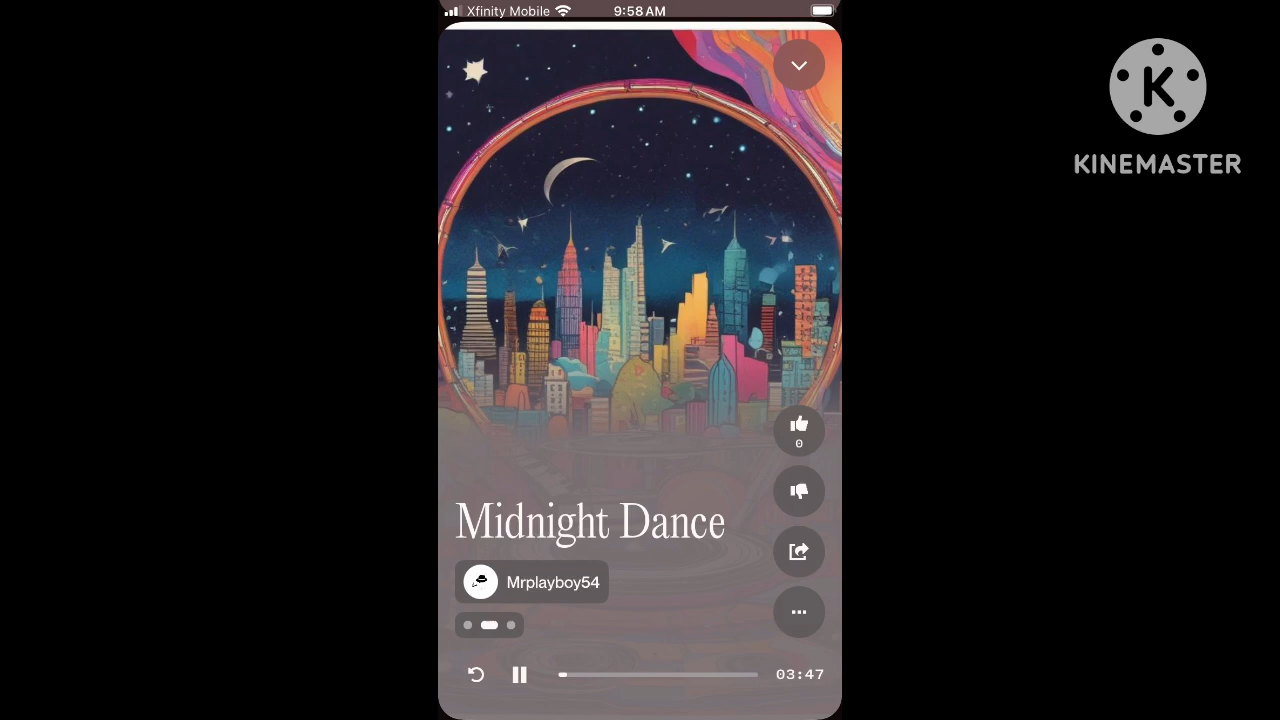 Xfinity Mobile 9:58 AM
K
KINEMASTER
0
Midnight Dance
Mrplayboy54
03:47